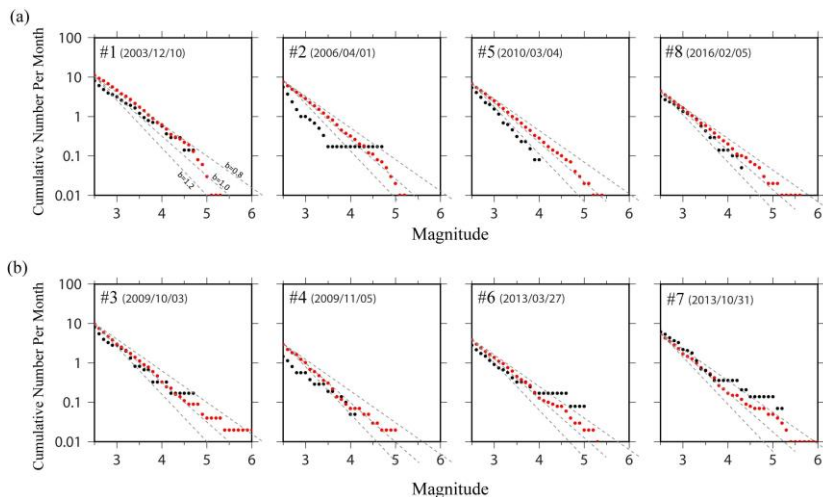 (a)
#1 (2003/12/10) #2 (2006/04/01) #5 (2010/03/04) #8 (2016/02/05)
Cumulative Number Per Month
100
10
1
0.1
0.01
b=0.8
b=1.0
b=1.2
3 4 5 6 3 4 5 6 3 4 5 6 3 4 5 6
Magnitude
(b)
#3 (2009/10/03) #4 (2009/11/05) #6 (2013/03/27) #7 (2013/10/31)
Cumulative Number Per Month
100
10
1
0.1
0.01
3 4 5 6 3 4 5 6 3 4 5 6 3 4 5 6
Magnitude